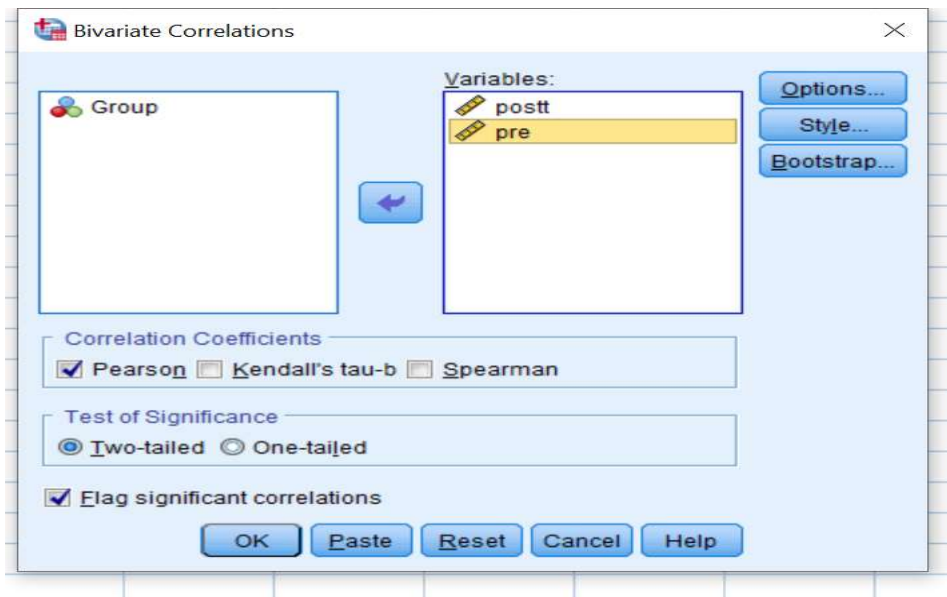 Bivariate Correlations
Variables:
Group
postt
pre
Options...
Style...
Bootstrap...
Correlation Coefficients
Pearson Kendall's tau-b Spearman
Test of Significance
Two-tailed One-tailed
Flag significant correlations
OK Paste Reset Cancel Help